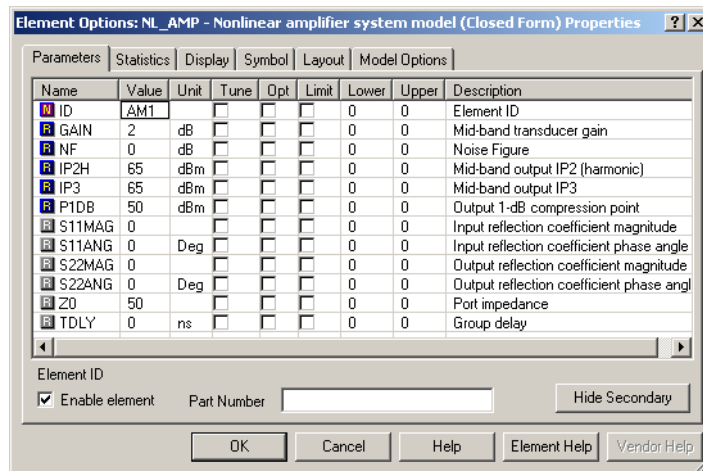 Element Options: NL_AMP - Nonlinear amplifier system model (Closed Form) Properties
Parameters Statistics Display Symbol Layout Model Options
Name Value Unit Tune Opt Limit Lower Upper Description
N ID AM1 0 0 Element ID
R GAIN 2 dB 0 0 Mid-band transducer gain
R NF 0 dB 0 0 Noise Figure
R IP2H 65 dBm 0 0 Mid-band output IP2 (harmonic)
R IP3 65 dBm 0 0 Mid-band output IP3
R P1DB 50 dBm 0 0 Output 1-dB compression point
R S11MAG 0 0 0 Input reflection coefficient magnitude
R S11ANG 0 Deg 0 0 Input reflection coefficient phase angle
R S22MAG 0 0 0 Output reflection coefficient magnitude
R S22ANG 0 Deg 0 0 Output reflection coefficient phase angl
R Z0 50 0 0 Port impedance
R TDLY 0 ns 0 0 Group delay
Element ID
Enable element Part Number Hide Secondary
OK Cancel Help Element Help Vendor Help